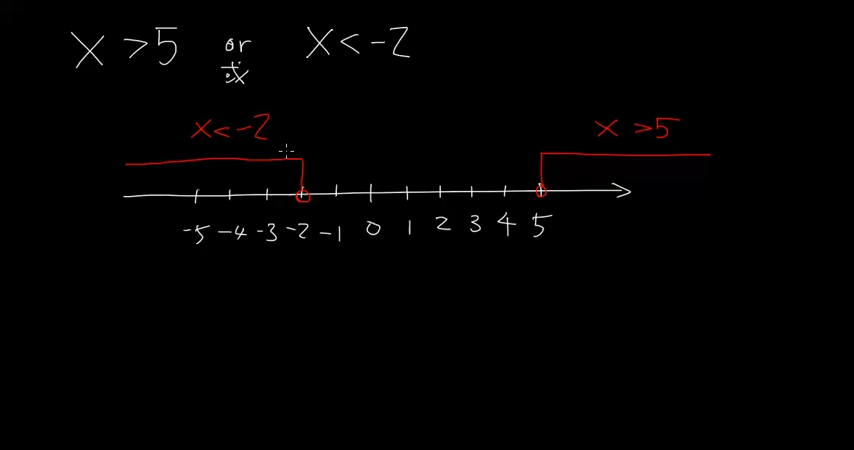 x > 5 or x < -2
或
x < -2 x > 5
-5 -4 -3 -2 -1 0 1 2 3 4 5